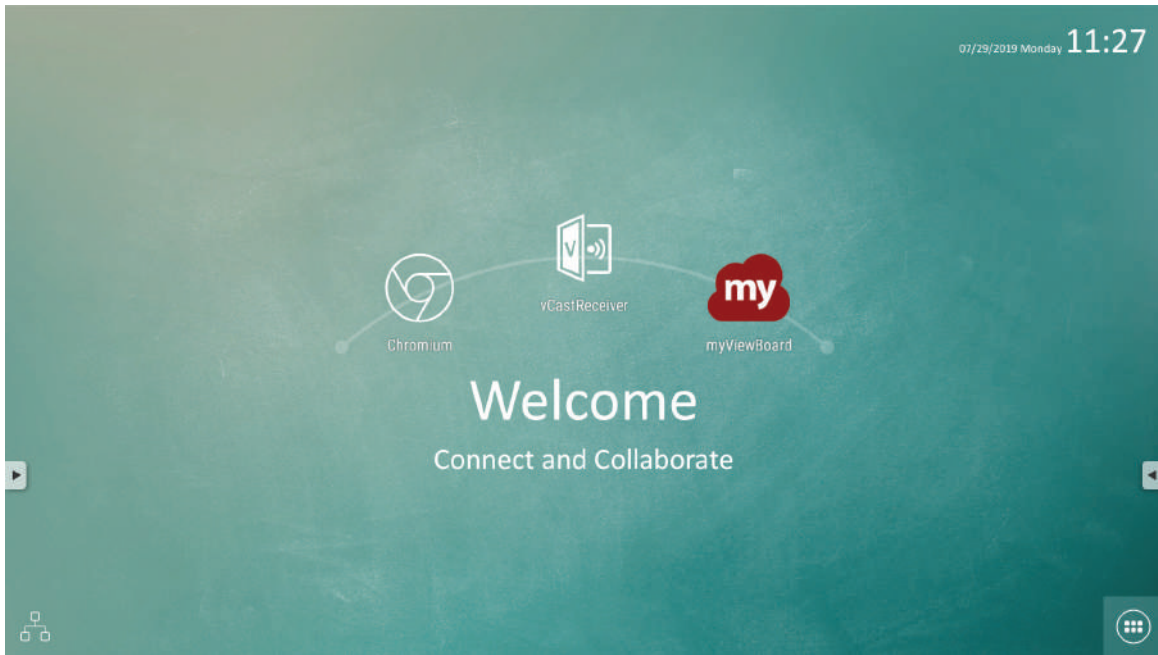 07/29/2019 Monday 11:27
V
vCastReceiver
my
Chromium
myViewBoard
Welcome
Connect and Collaborate